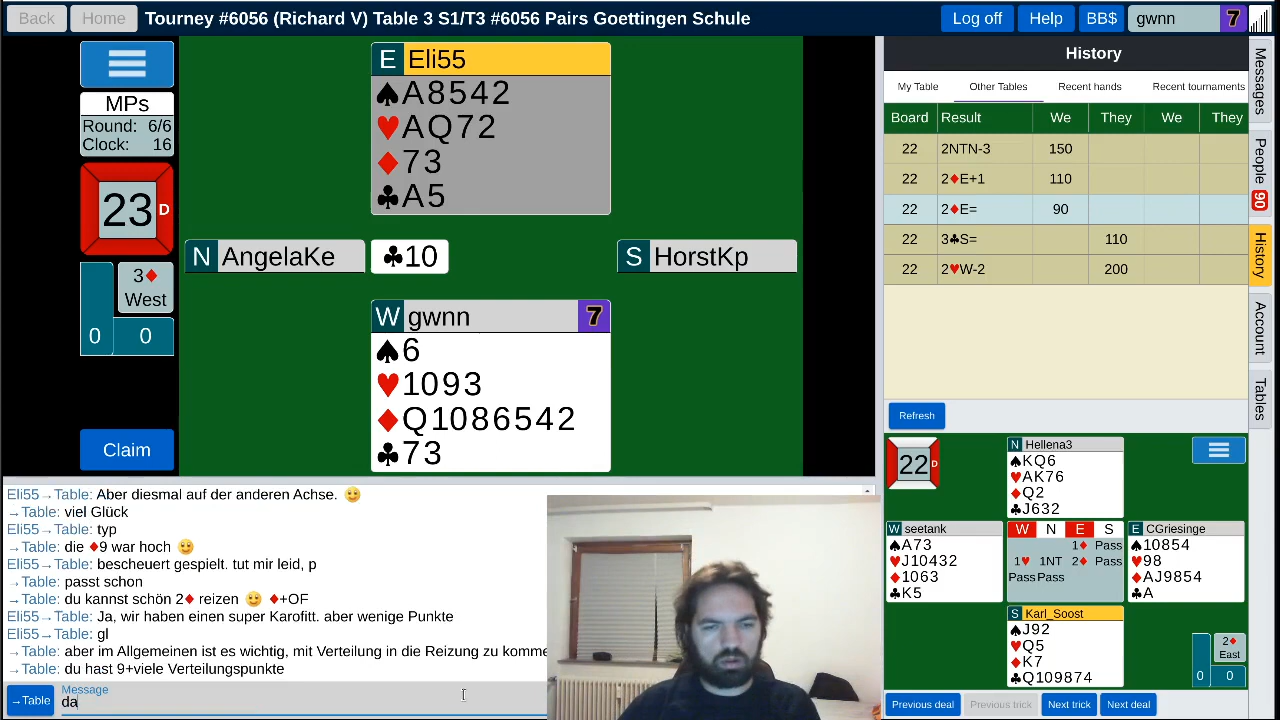 Back
Home
Tourney #6056 (Richard V) Table 3 S1/T3 #6056 Pairs Goettingen Schule
Log off
Help
BB$
gwnn
7
MPs
Round: 6/6
Clock: 16
23 D
3♦
West
0 0
Claim
E Eli55
♠A8542
♥AQ72
♦73
♣A5
N AngelaKe
♣10
S HorstKp
W gwnn 7
♠6
♥1093
♦Q1086542
♣73
Eli55→Table: Aber diesmal auf der anderen Achse.
→Table: viel Glück
Eli55→Table: typ
→Table: die ♦9 war hoch
Eli55→Table: bescheuert gespielt. tut mir leid, p
→Table: passt schon
→Table: du kannst schön 2♦ reizen ♦+OF
Eli55→Table: Ja, wir haben einen super Karofitt. aber wenige Punkte
Eli55→Table: gl
→Table: aber im Allgemeinen ist es wichtig, mit Verteilung in die Reizung zu komme
→Table: du hast 9+viele Verteilungspunkte
→Table
Message
da
History
My Table
Other Tables
Recent hands
Recent tournaments
Board Result We They We They
22 2NTN-3 150
22 2♦E+1 110
22 2♦E= 90
22 3♣S= 110
22 2♥W-2 200
Refresh
22 D
N Hellena3
♠KQ6
♥AK76
♦Q2
♣J632
W seetank
♠A73
♥J10432
♦1063
♣K5
W N E S
1♦ Pass
1♥ 1NT 2♦ Pass
Pass Pass
E CGriesinge
♠10854
♥98
♦AJ9854
♣A
S Karl_Soost
♠J92
♥Q5
♦K7
♣Q109874
2♦
East
0 0
Previous deal
Previous trick
Next trick
Next deal
Messages
People 90
History
Account
Tables